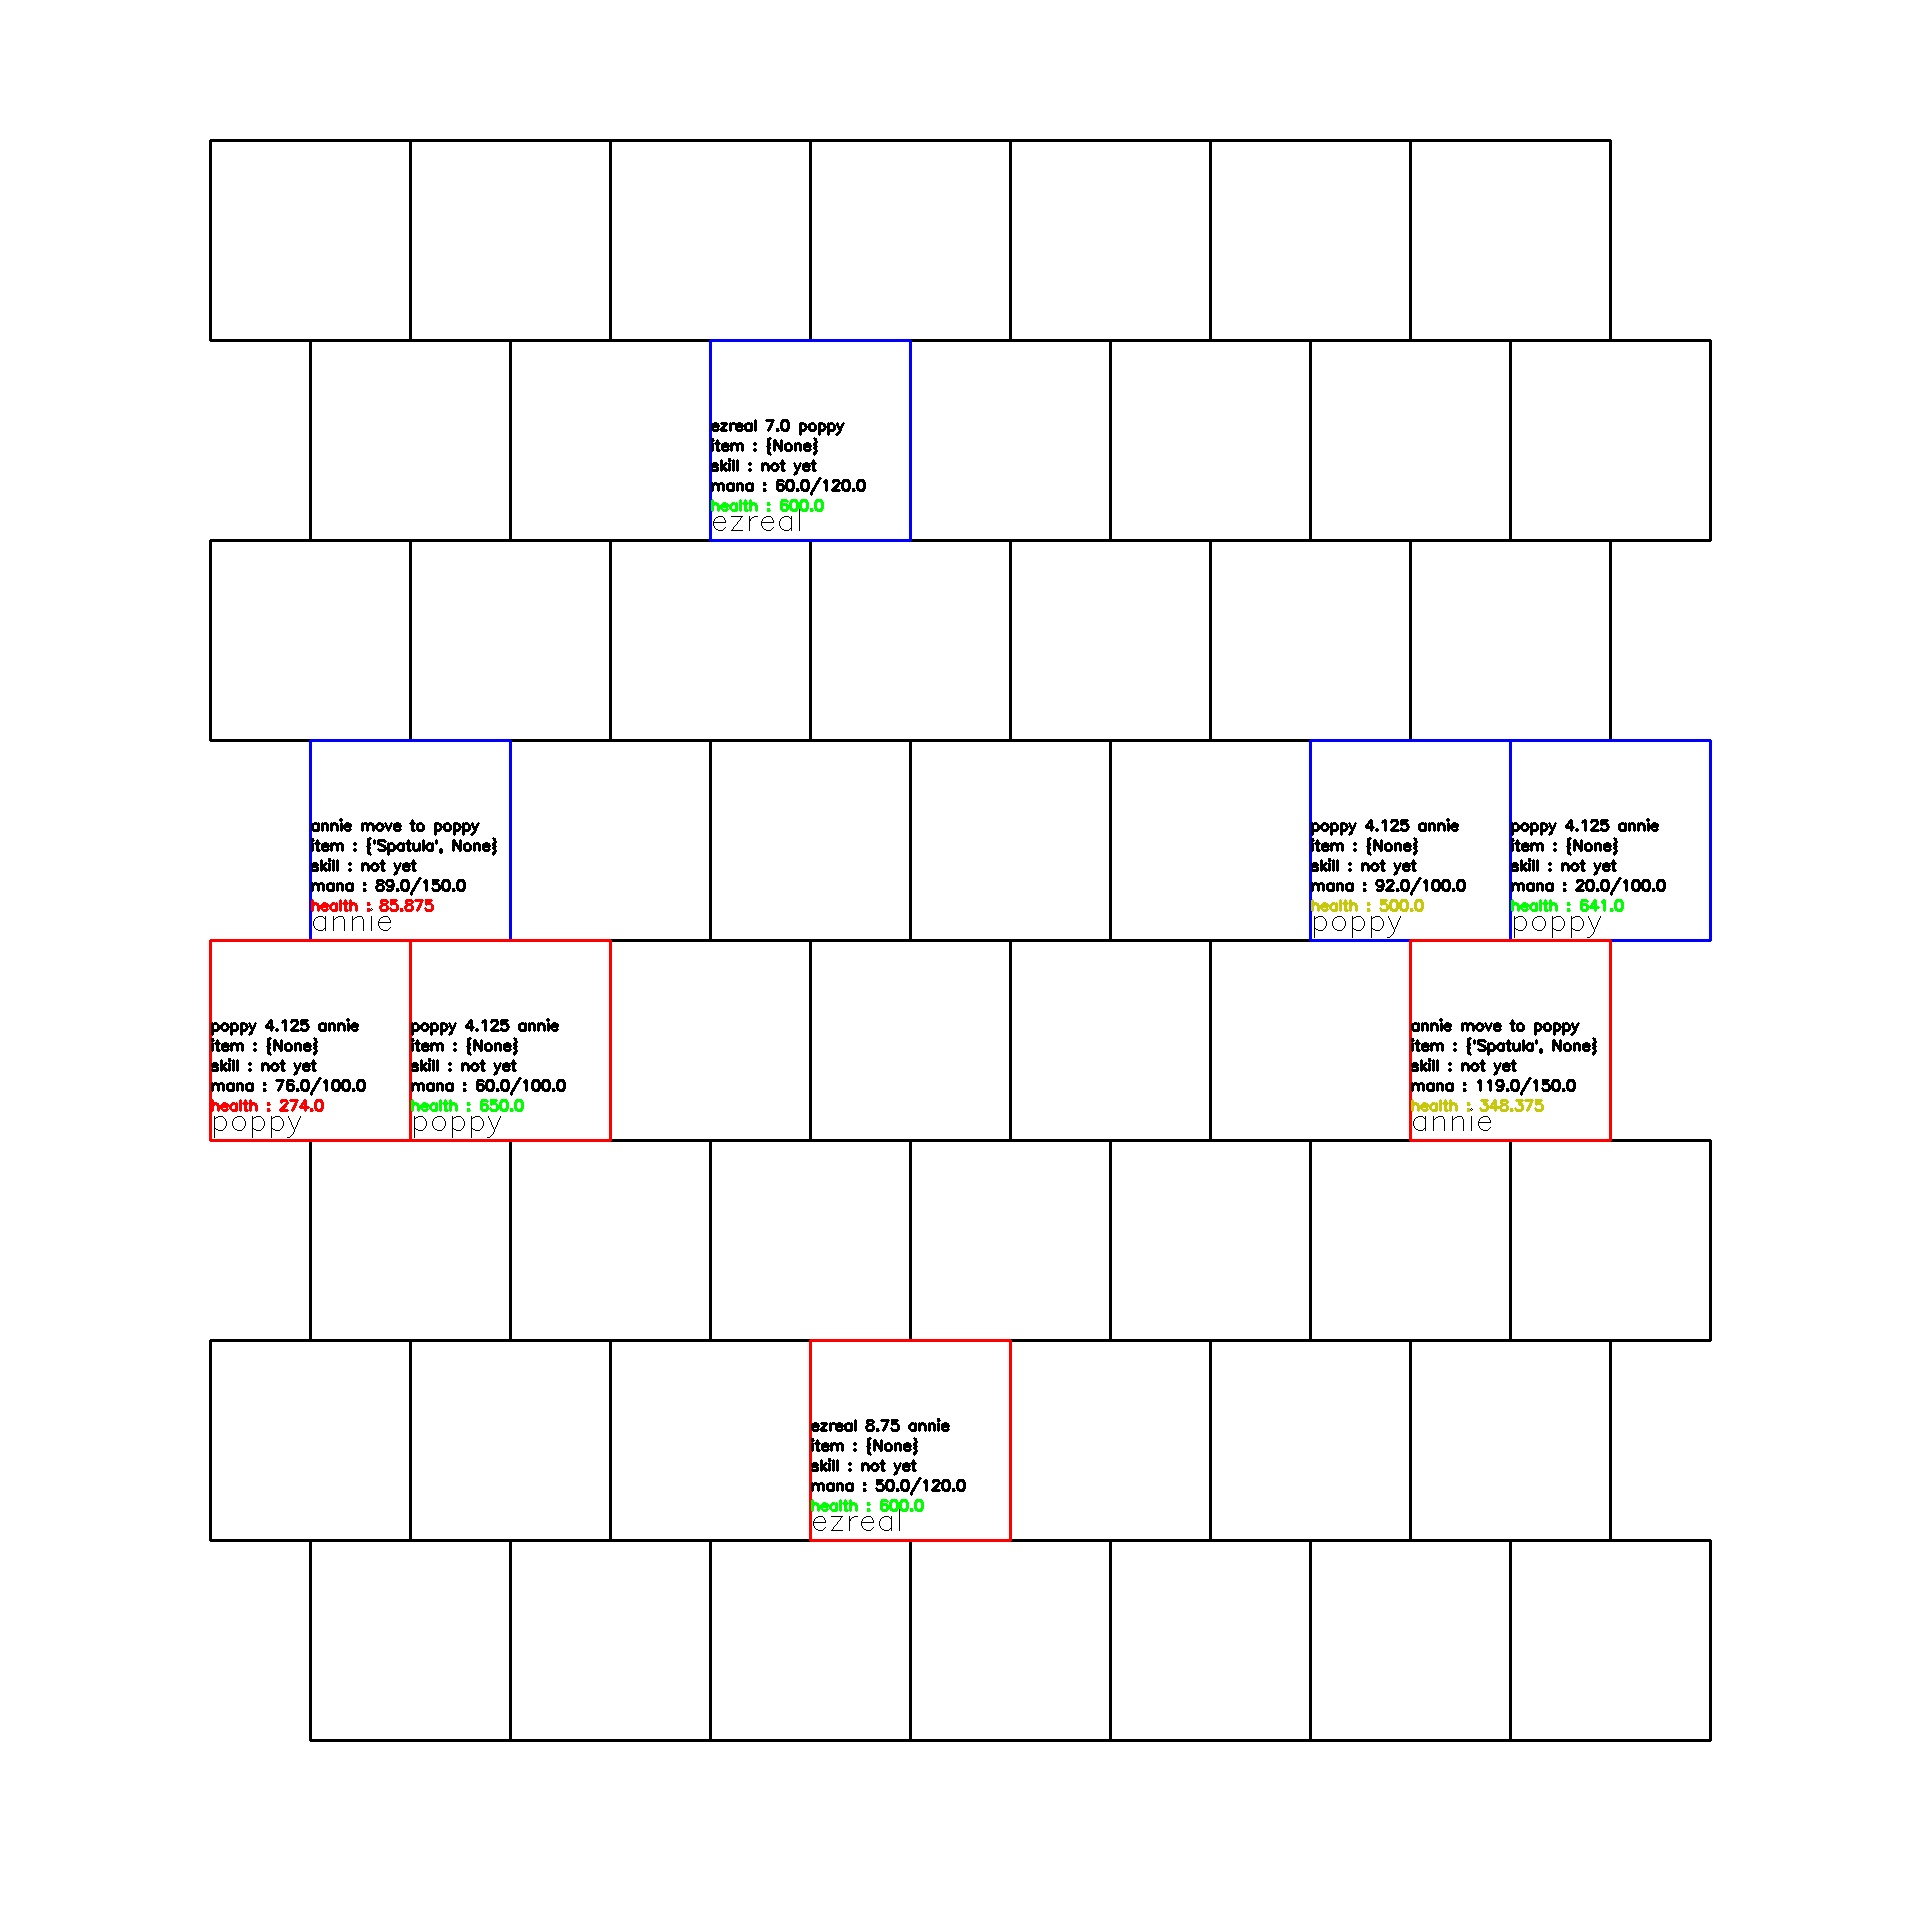 ezreal 7.0 poppy
item : {None}
skill : not yet
mana : 60.0/120.0
health : 600.0
ezreal
annie move to poppy
item : {'Spatula', None}
skill : not yet
mana : 89.0/150.0
health : 85.875
annie
poppy 4.125 annie
item : {None}
skill : not yet
mana : 92.0/100.0
health : 500.0
poppy
poppy 4.125 annie
item : {None}
skill : not yet
mana : 20.0/100.0
health : 641.0
poppy
poppy 4.125 annie
item : {None}
skill : not yet
mana : 76.0/100.0
health : 274.0
poppy
poppy 4.125 annie
item : {None}
skill : not yet
mana : 60.0/100.0
health : 650.0
poppy
annie move to poppy
item : {'Spatula', None}
skill : not yet
mana : 119.0/150.0
health : 348.375
annie
ezreal 8.75 annie
item : {None}
skill : not yet
mana : 50.0/120.0
health : 600.0
ezreal